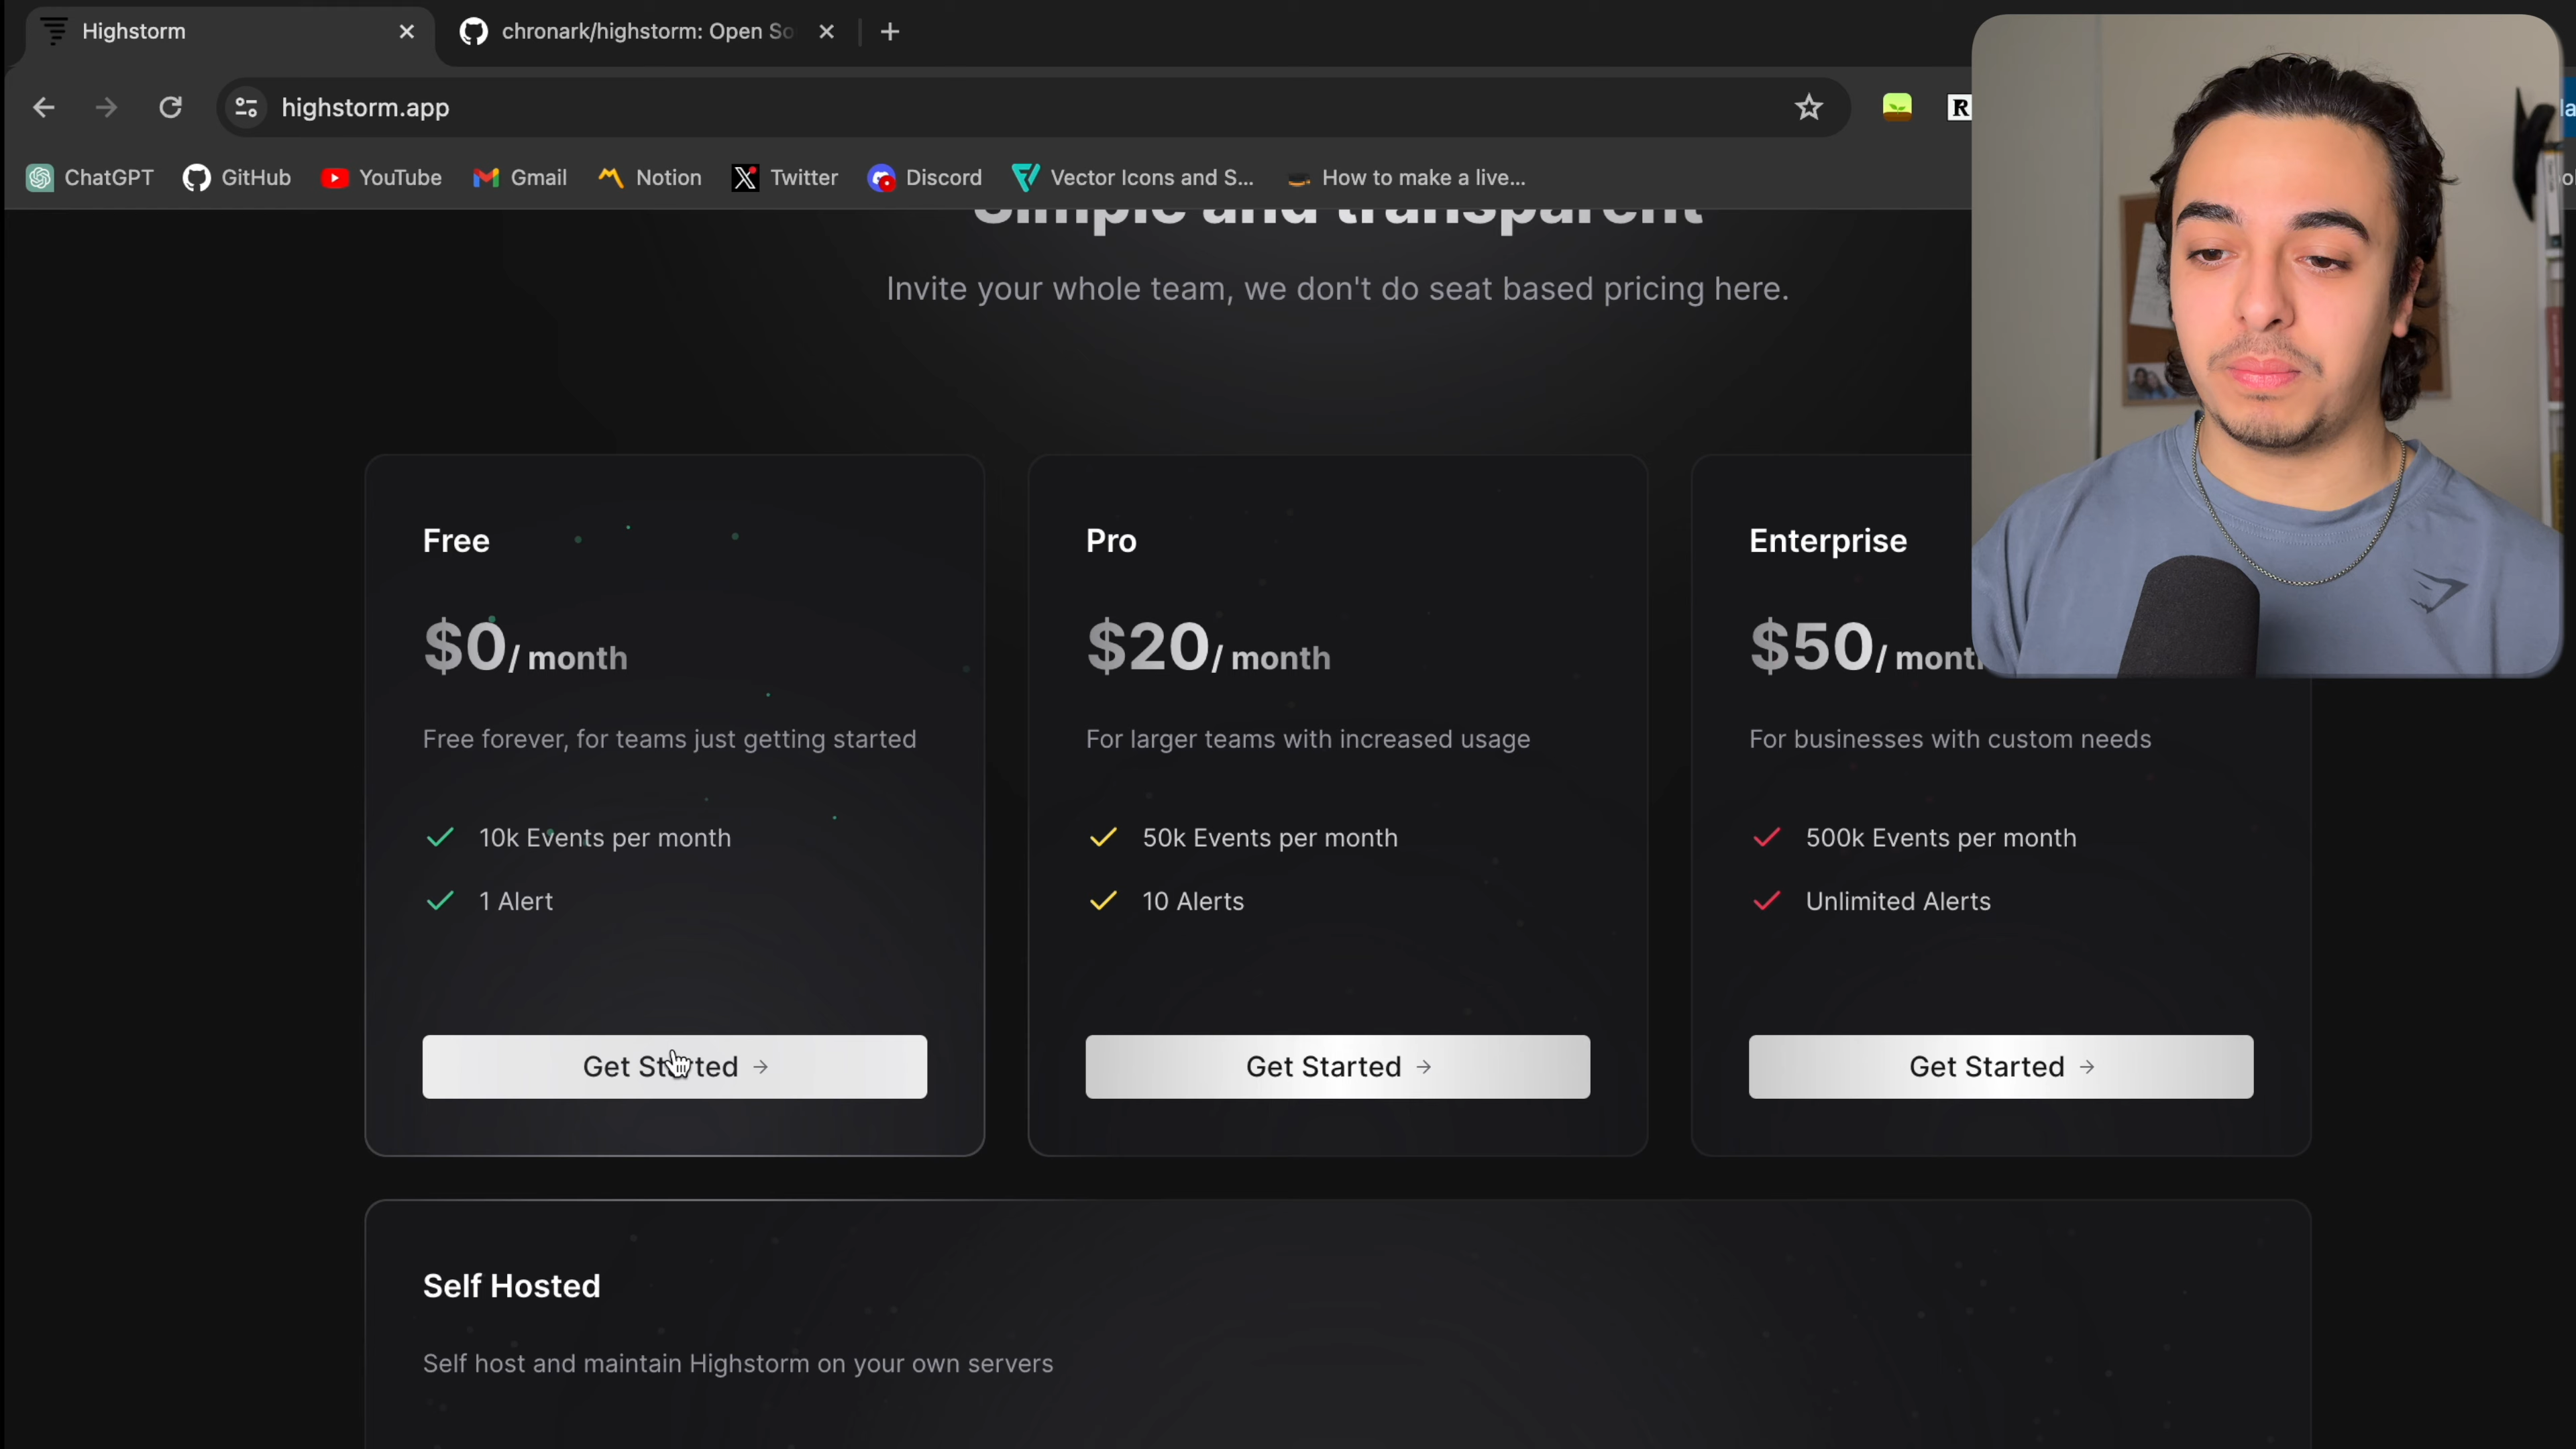 Highstorm
chronark/highstorm: Open So
highstorm.app
R
ChatGPT
GitHub
YouTube
Gmail
Notion
Twitter
Discord
Vector Icons and S...
How to make a live...
Simple and transparent
Invite your whole team, we don't do seat based pricing here.
Free
$0/ month
Free forever, for teams just getting started
10k Events per month
1 Alert
Get Started →
Pro
$20/ month
For larger teams with increased usage
50k Events per month
10 Alerts
Get Started →
Enterprise
$50/ mont
For businesses with custom needs
500k Events per month
Unlimited Alerts
Get Started →
Self Hosted
Self host and maintain Highstorm on your own servers